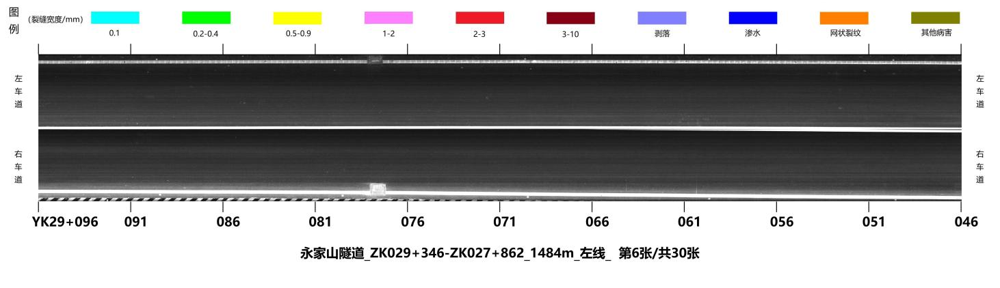 图例
(裂缝宽度/mm)
0.1
0.2-0.4
0.5-0.9
1-2
2-3
3-10
剥落
渗水
网状裂纹
其他病害
左车道
左车道
右车道
右车道
YK29+096 091 086 081 076 071 066 061 056 051 046
永家山隧道_ZK029+346-ZK027+862_1484m_左线_ 第6张/共30张